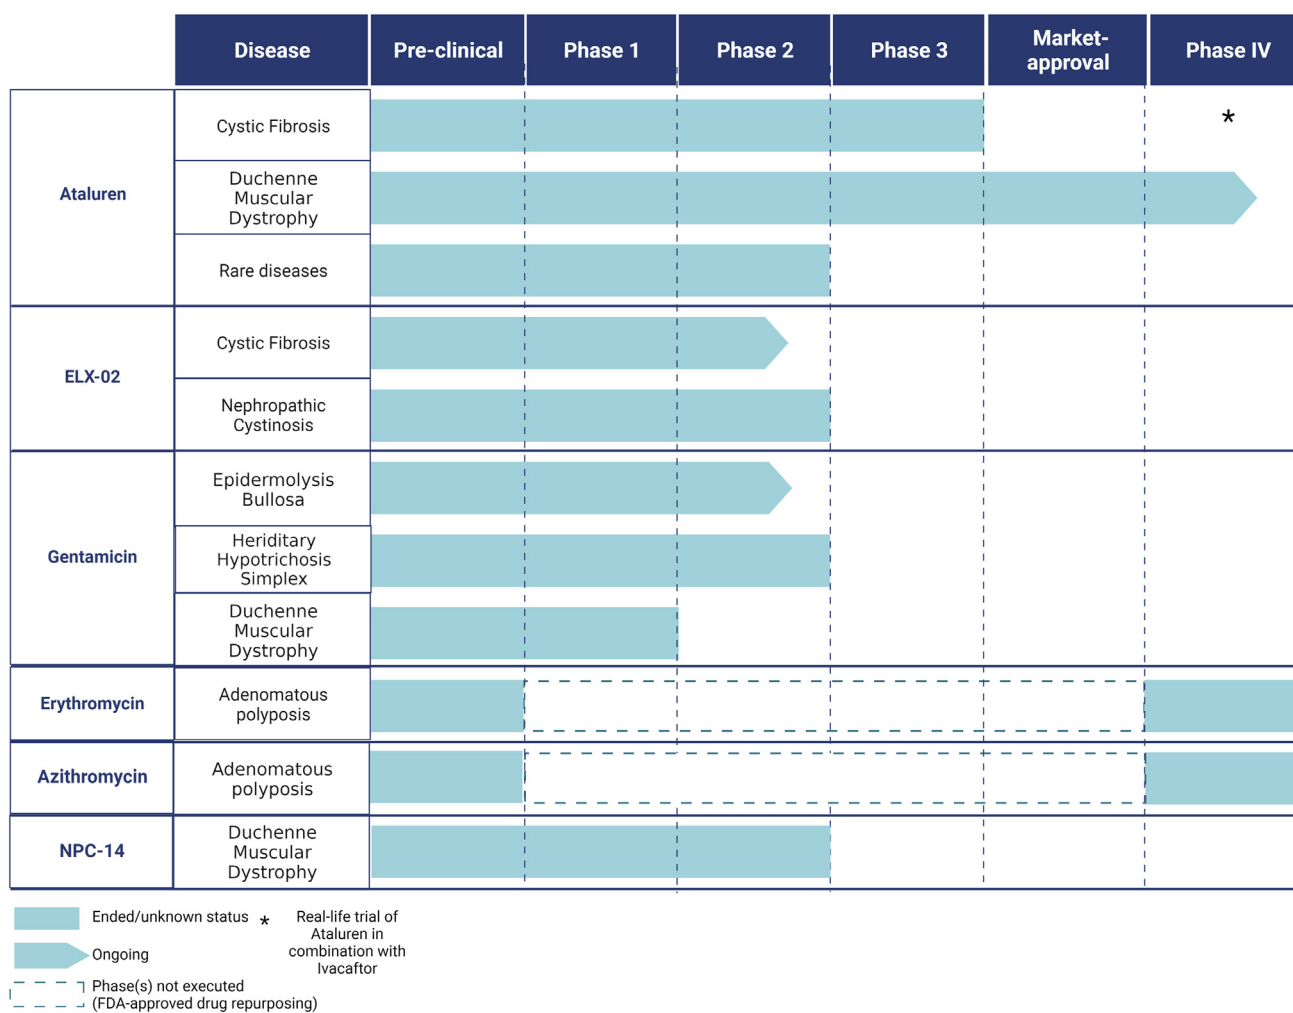 Disease
Pre-clinical
Phase 1
Phase 2
Phase 3
Market-
approval
Phase IV
Ataluren
Cystic Fibrosis
*
Duchenne
Muscular
Dystrophy
Rare diseases
ELX-02
Cystic Fibrosis
Nephropathic
Cystinosis
Gentamicin
Epidermolysis
Bullosa
Heriditary
Hypotrichosis
Simplex
Duchenne
Muscular
Dystrophy
Erythromycin
Adenomatous
polyposis
Azithromycin
Adenomatous
polyposis
NPC-14
Duchenne
Muscular
Dystrophy
Ended/unknown status
Ongoing
Phase(s) not executed
(FDA-approved drug repurposing)
*
Real-life trial of
Ataluren in
combination with
Ivacaftor